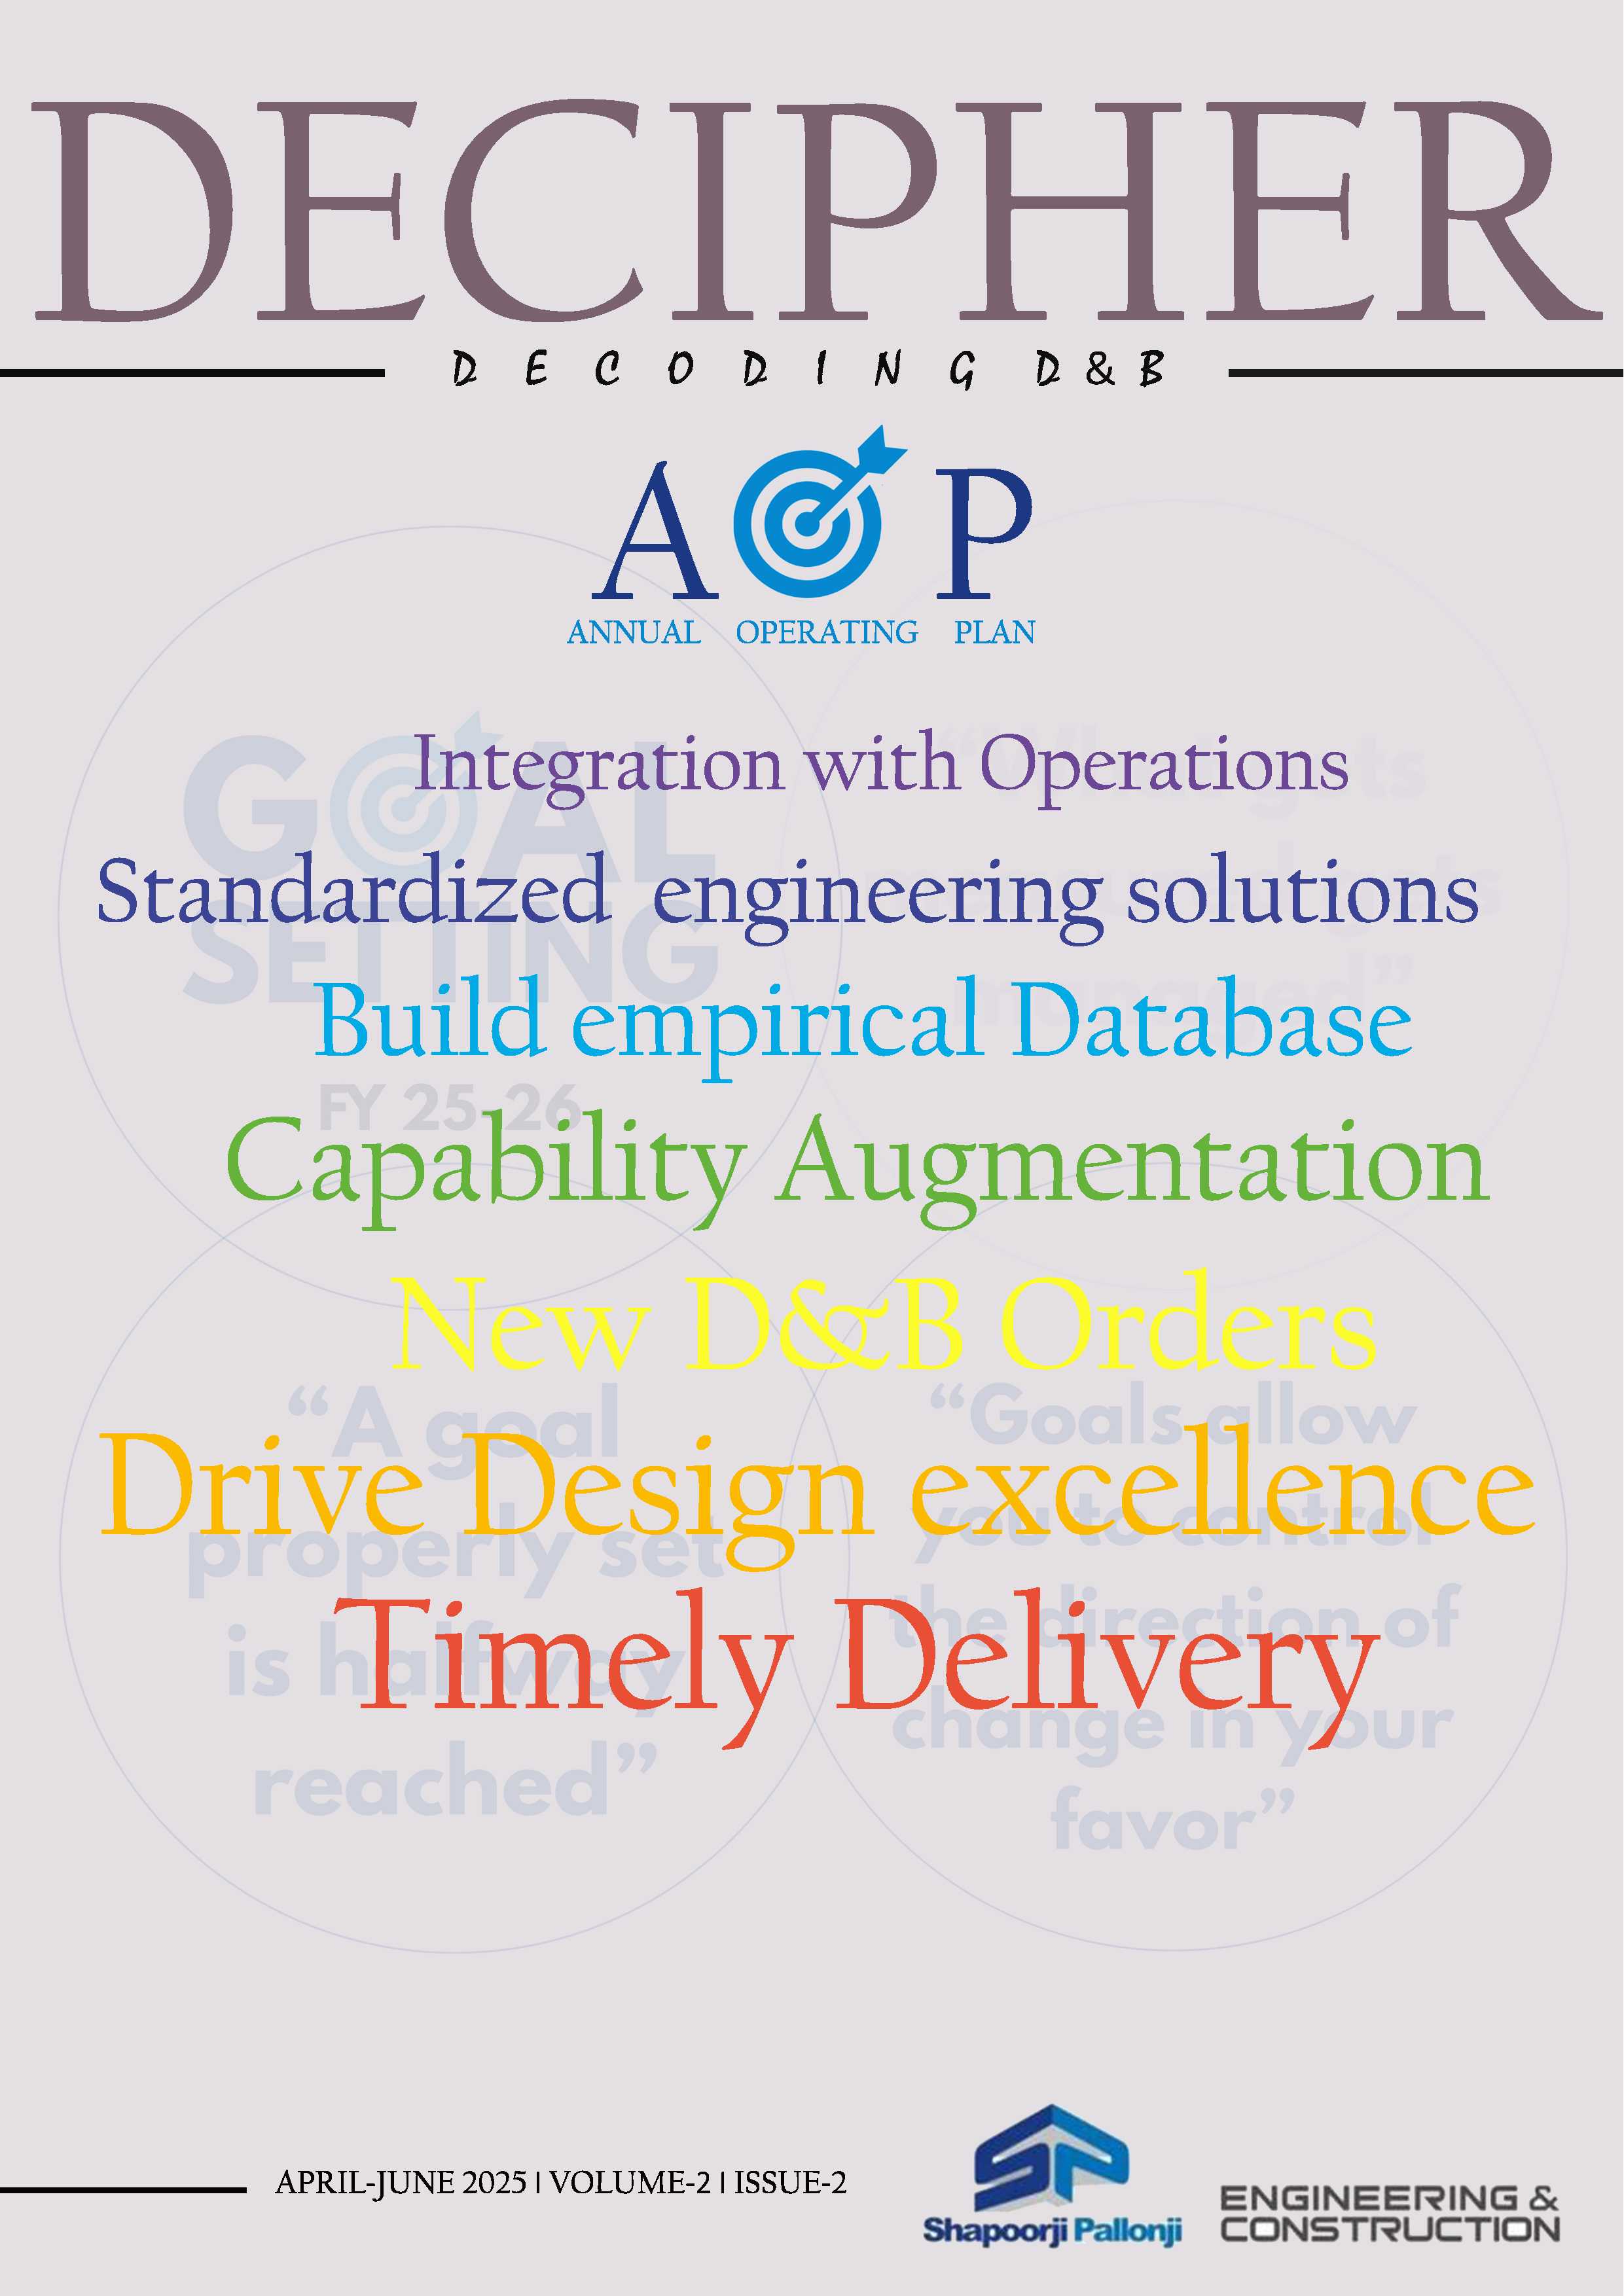 DECIPHER
DECODING D&B
AOP
ANNUAL OPERATING PLAN
GOAL
SETTING
FY 25-26
Integration with Operations
Standardized engineering solutions
Build empirical Database
Capability Augmentation
New D&B Orders
Drive Design excellence
Timely Delivery
managed”
“A goal
properly set
is halfway
reached”
“Goals allow
you to control
the direction of
change in your
favor”
APRIL-JUNE 2025 | VOLUME-2 | ISSUE-2
SP
Shapoorji Pallonji
ENGINEERING &
CONSTRUCTION